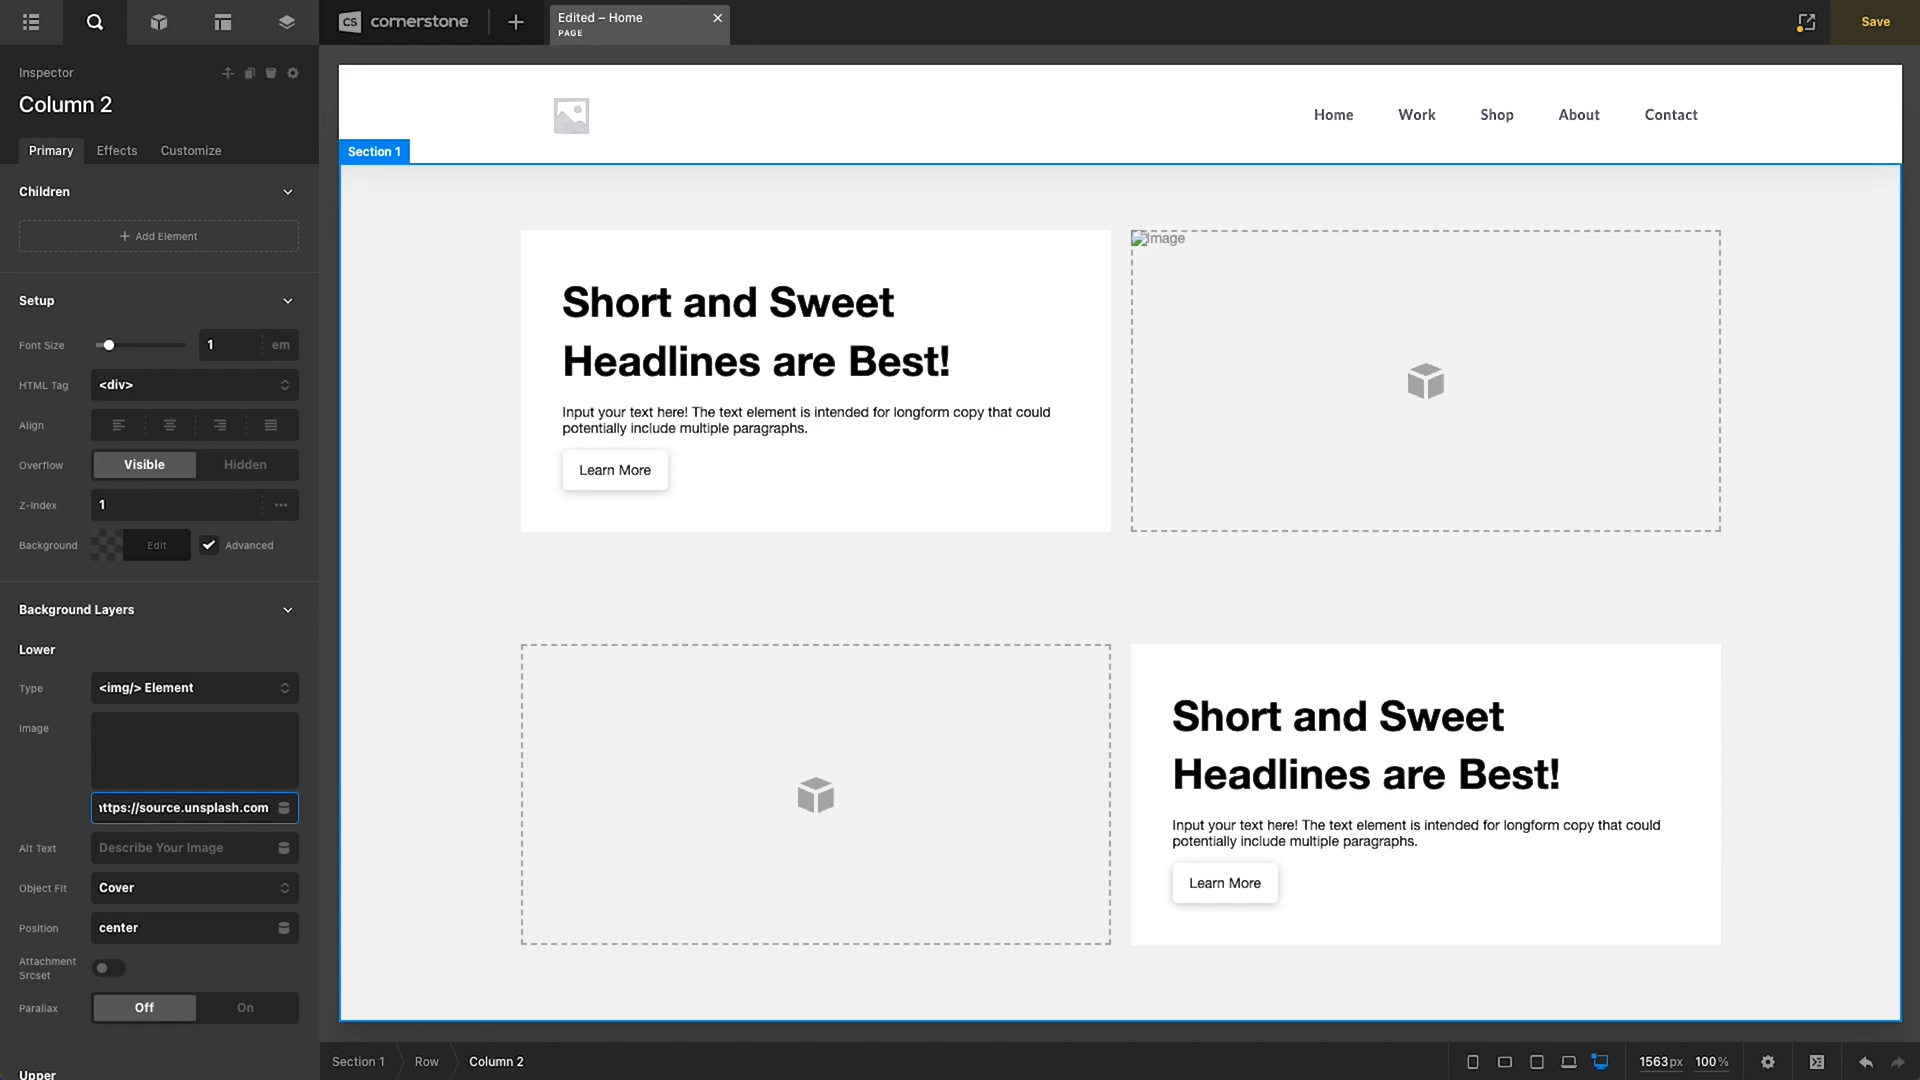 CS cornerstone
Edited – Home
PAGE
Save
Inspector
Column 2
Primary
Effects
Customize
Children
Add Element
Setup
Font Size
1
em
HTML Tag
<div>
Align
Overflow
Visible
Hidden
Z-Index
1
Background
Edit
Advanced
Background Layers
Lower
Type
<img/> Element
Image
https://source.unsplash.com
Alt Text
Describe Your Image
Object Fit
Cover
Position
center
Attachment
Srcset
Parallax
Off
On
Upper
Home
Work
Shop
About
Contact
Section 1
Short and Sweet
Headlines are Best!
Input your text here! The text element is intended for longform copy that could
potentially include multiple paragraphs.
Learn More
Image
Short and Sweet
Headlines are Best!
Input your text here! The text element is intended for longform copy that could
potentially include multiple paragraphs.
Learn More
Section 1
Row
Column 2
1563px
100%